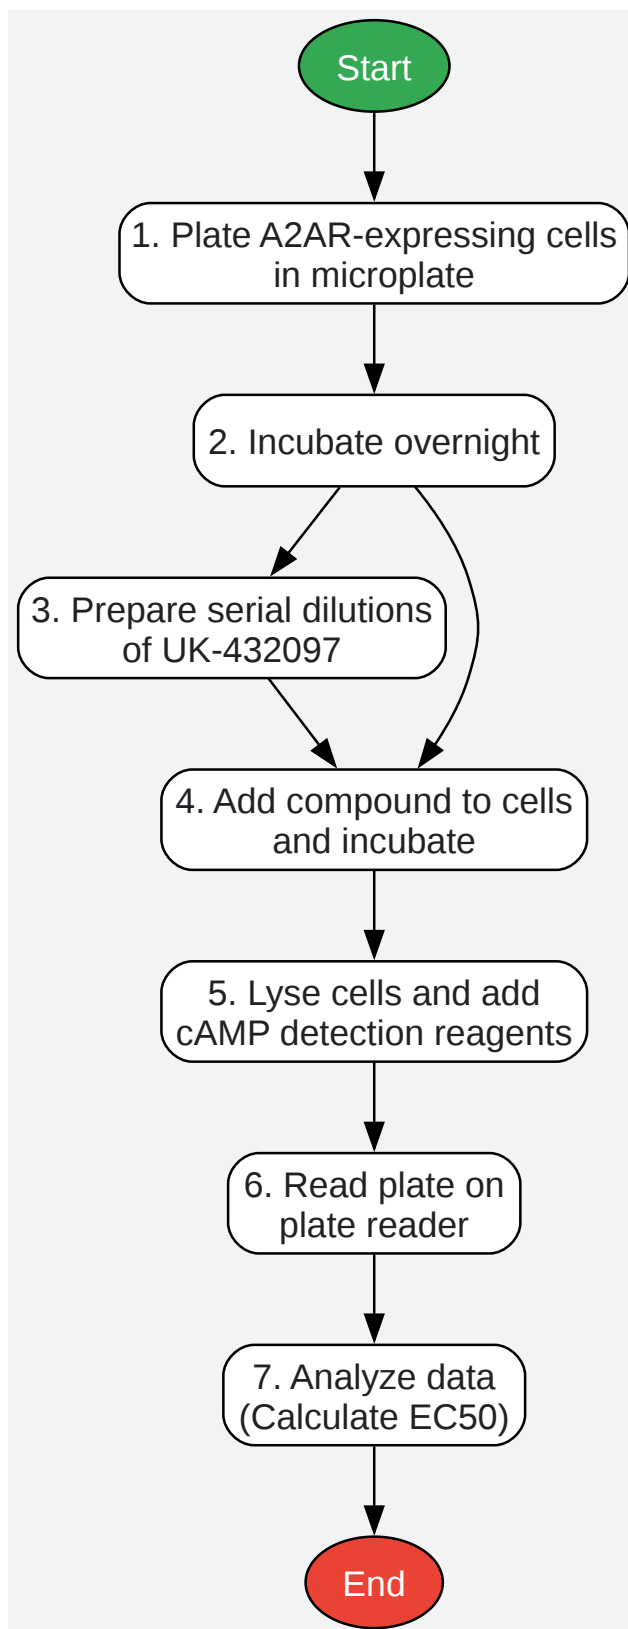 Start
1. Plate A2AR-expressing cells
in microplate
2. Incubate overnight
3. Prepare serial dilutions
of UK-432097
4. Add compound to cells
and incubate
5. Lyse cells and add
cAMP detection reagents
6. Read plate on
plate reader
7. Analyze data
(Calculate EC50)
End